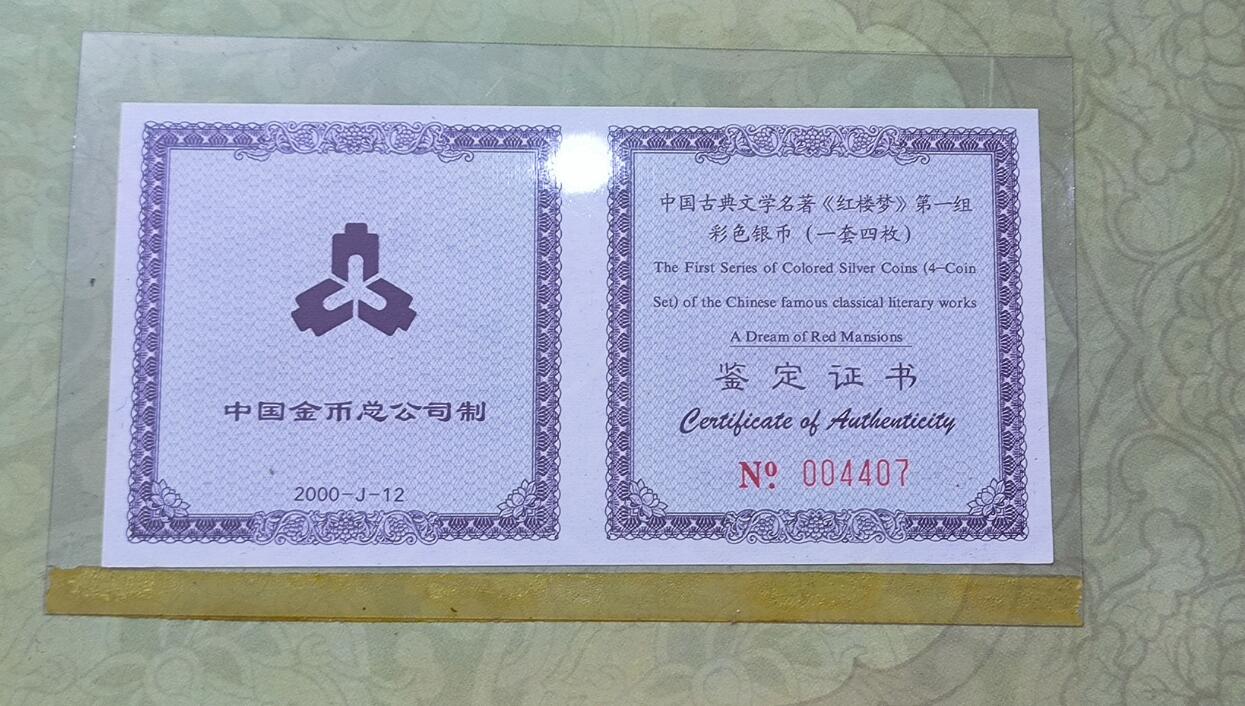 中国金币总公司制
2000-J-12
中国古典文学名著《红楼梦》第一组
彩色银币(一套四枚)
The First Series of Colored Silver Coins (4-Coin
Set) of the Chinese famous classical literary works
A Dream of Red Mansions
鉴定证书
Certificate of Authenticity
Nº 004407